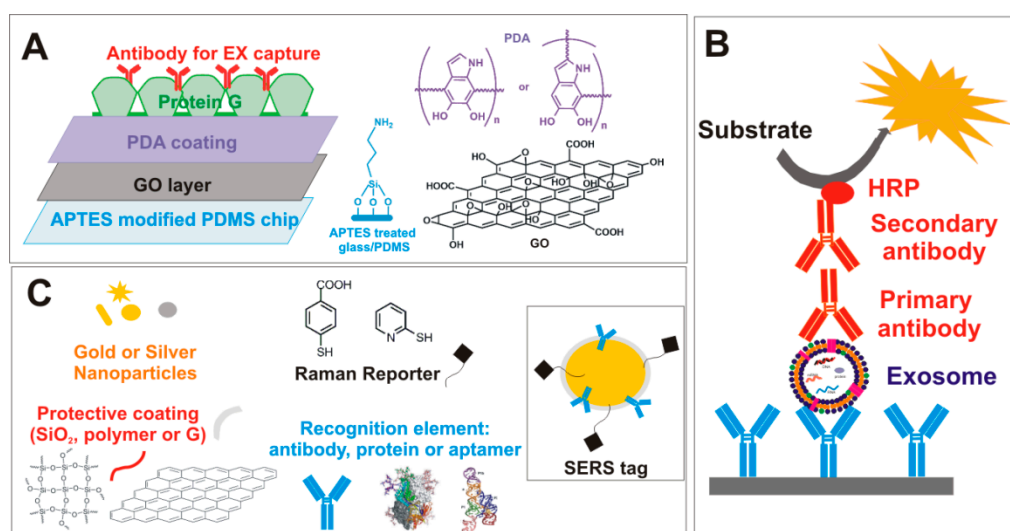 A
Antibody for EX capture
Protein G
PDA coating
GO layer
APTES modified PDMS chip
NH2
Si
O O O
APTES treated
glass/PDMS
PDA
H
N
HO OH
n
or
H
N
HO OH
n
COOH
HO
OH
HOOC
O
OH
HO
OH
COOH
GO
B
Substrate
HRP
Secondary
antibody
Primary
antibody
Exosome
C
Gold or Silver
Nanoparticles
COOH
SH
N
SH
Raman Reporter
Protective coating
(SiO2, polymer or G)
Recognition element:
antibody, protein or aptamer
SERS tag